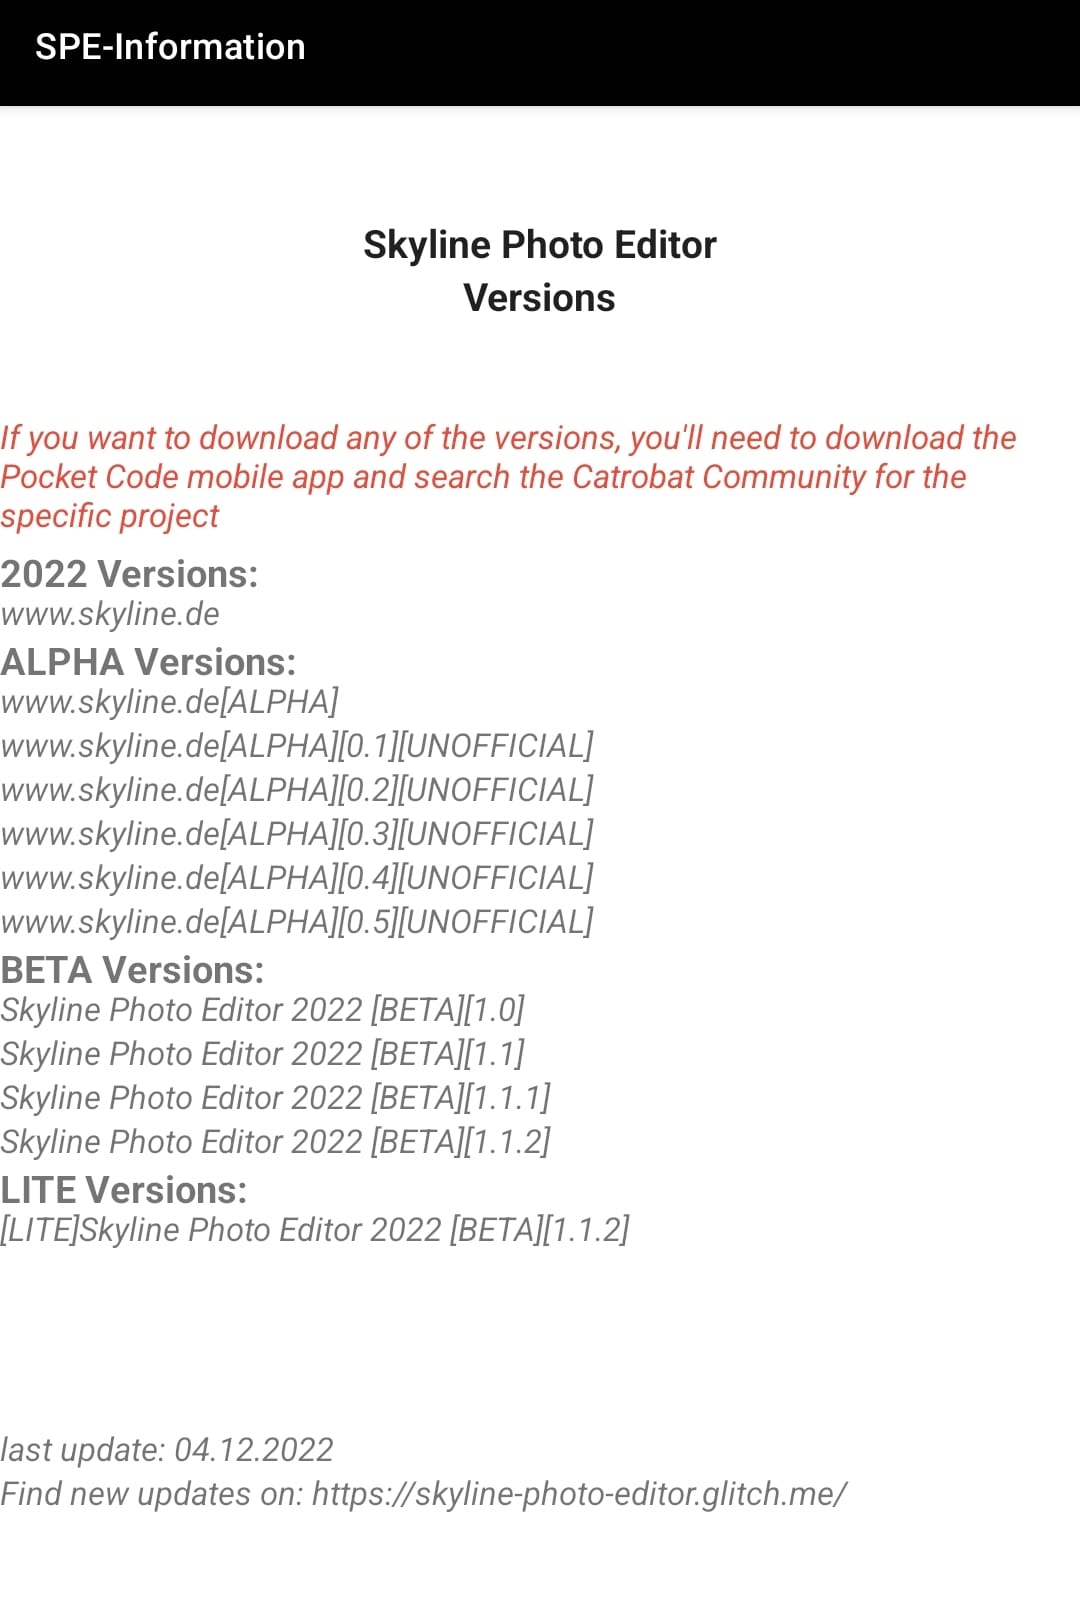 SPE-Information
Skyline Photo Editor
Versions
If you want to download any of the versions, you'll need to download the
Pocket Code mobile app and search the Catrobat Community for the
specific project
2022 Versions:
www.skyline.de
ALPHA Versions:
www.skyline.de[ALPHA]
www.skyline.de[ALPHA][0.1][UNOFFICIAL]
www.skyline.de[ALPHA][0.2][UNOFFICIAL]
www.skyline.de[ALPHA][0.3][UNOFFICIAL]
www.skyline.de[ALPHA][0.4][UNOFFICIAL]
www.skyline.de[ALPHA][0.5][UNOFFICIAL]
BETA Versions:
Skyline Photo Editor 2022 [BETA][1.0]
Skyline Photo Editor 2022 [BETA][1.1]
Skyline Photo Editor 2022 [BETA][1.1.1]
Skyline Photo Editor 2022 [BETA][1.1.2]
LITE Versions:
[LITE]Skyline Photo Editor 2022 [BETA][1.1.2]
last update: 04.12.2022
Find new updates on: https://skyline-photo-editor.glitch.me/